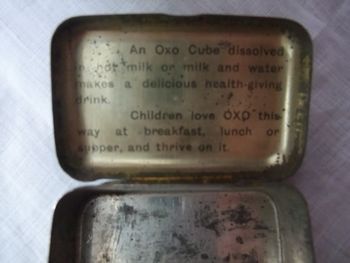 An Oxo Cube dissolved
in hot milk or milk and water
makes a delicious health-giving
drink.
Children love OXO this
way at breakfast, lunch or
supper, and thrive on it.